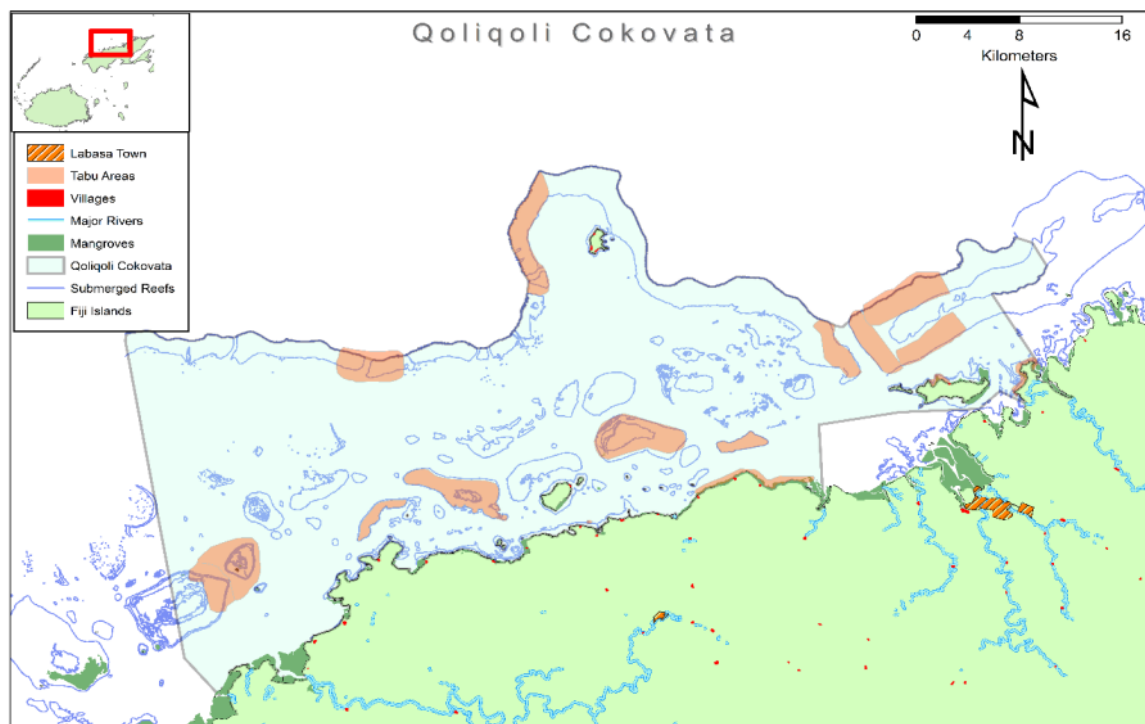 Qoliqoli Cokovata
0 4 8 16
Kilometers
N
Labasa Town
Tabu Areas
Villages
Major Rivers
Mangroves
Qoliqoli Cokovata
Submerged Reefs
Fiji Islands